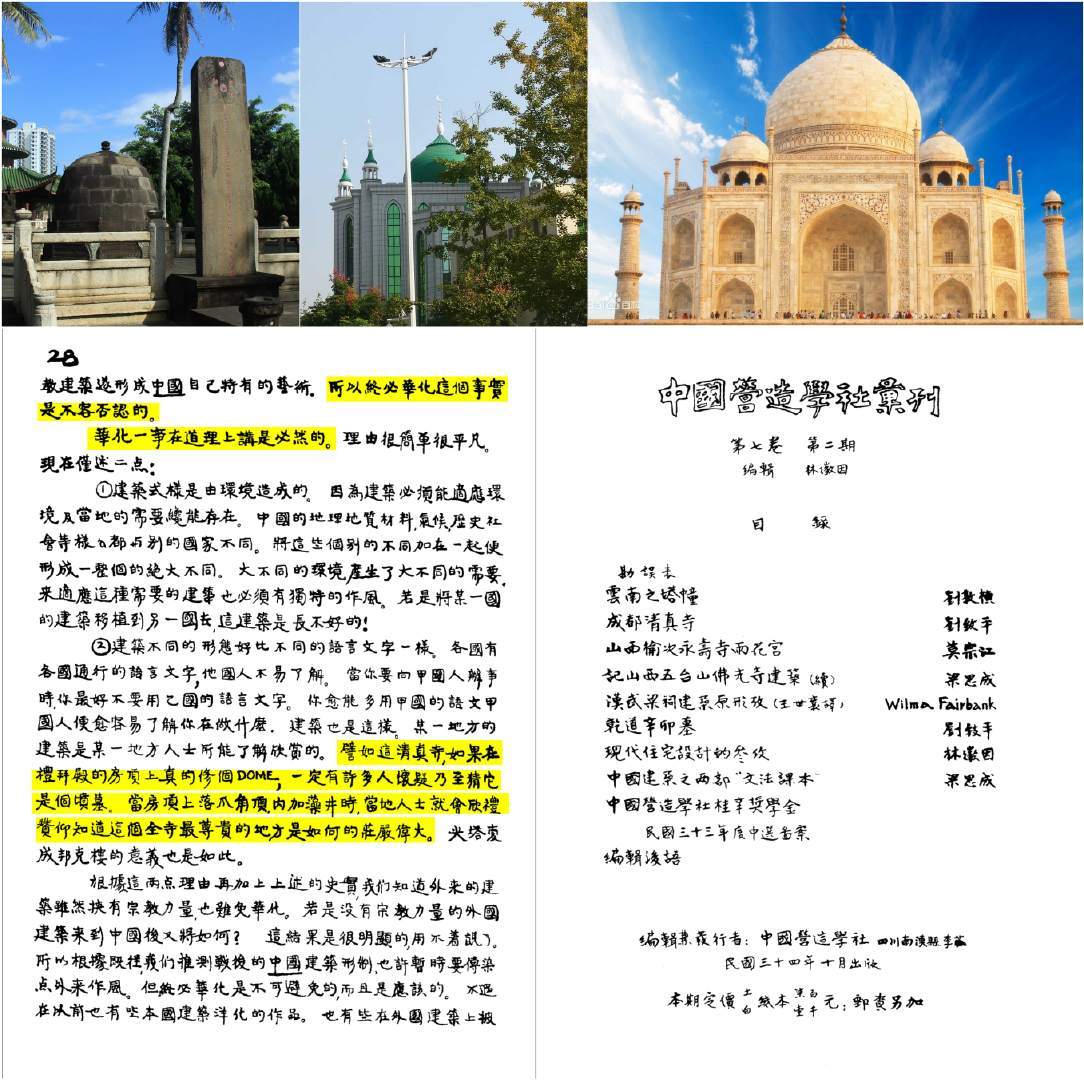 28
教建築遂形成中國自己特有的藝術．所以終必華化這個事實
是不容否認的。
華化一事在道理上講是必然的。理由很簡單很平凡。
現在僅述二点：
①建築式樣是由環境造成的。因為建築必須能適應環
境及當地的需要纔能存在。中國的地理地質材料，氣候，歷史社
會等樣々都与別的國家不同。將這些個別的不同加在一起便
形成一整個的絶大不同。大不同的環境產生了大不同的需要，
來適應這種需要的建築也必須有獨特的作風。若是將某一國
的建築移植到另一國去，這建築是長不好的！
②建築不同的形態好比不同的語言文字一樣。各國有
各國通行的語言文字，他國人不易了解。當你要向甲國人辦事
時你最好不要用乙國的語言文字。你愈能多用甲國的語文甲
國人便愈容易了解你在做什麼．建築也是這樣。某一地方的
建築是某一地方人士所能了解欣賞的。譬如這清真寺，如果在
禮拜殿的房項上真的修個DOME，一定有許多人懷疑乃至猜它
是個墳墓。當房項上落瓜角頂，内加藻井時，當地人士就會欣禮
贊仰知道這個全寺最尊貴的地方是如何的莊嚴偉大。光塔变
成邦克樓的意義也是如此。
根據這兩点理由再加上上述的史實，我們知道外來的建
築雖然挾有宗教力量，也難免華化。若是没有宗教力量的外國
建築来到中國後又將如何？這結果是很明顯的，用不着説了。
所以根據既往，我們推測戰後的中國建築形制，也許暫時要傳染
点外来作風。但終必華化是不可避免的，而且是應該的。不過
在以前也有些本國建築洋化的作品。也有些在外國建築上披
中國營造學社彙刊
第七卷 第二期
編輯 林徽因
目 録
勘誤表
雲南之塔幢 劉敦楨
成都清真寺 劉致平
山西榆次永壽寺雨花宮 莫宗江
記山西五台山佛光寺建築（續） 梁思成
漢武梁祠建築原形攷（王世襄譯） Wilma Fairbank
乾道辛卯墓 劉致平
現代住宅設計的參攷 林徽因
中國建築之两部“文法課本” 梁思成
中國營造學社桂辛奬學金
民國三十三年度中選畣案
編輯後語
編輯兼發行者：中國營造學社 四川南溪縣李莊
民國三十四年十月出版
本期定價 土白 紙本 柒百壹千 元；郵費另加